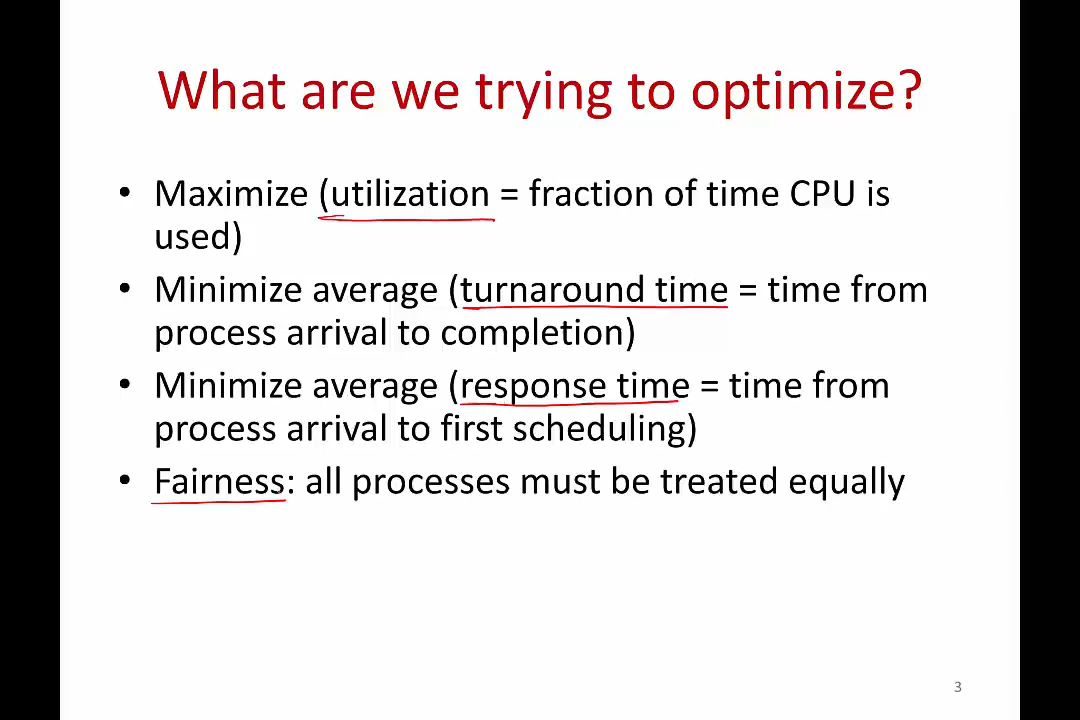 What are we trying to optimize?
• Maximize (utilization = fraction of time CPU is
used)
• Minimize average (turnaround time = time from
process arrival to completion)
• Minimize average (response time = time from
process arrival to first scheduling)
• Fairness: all processes must be treated equally
3